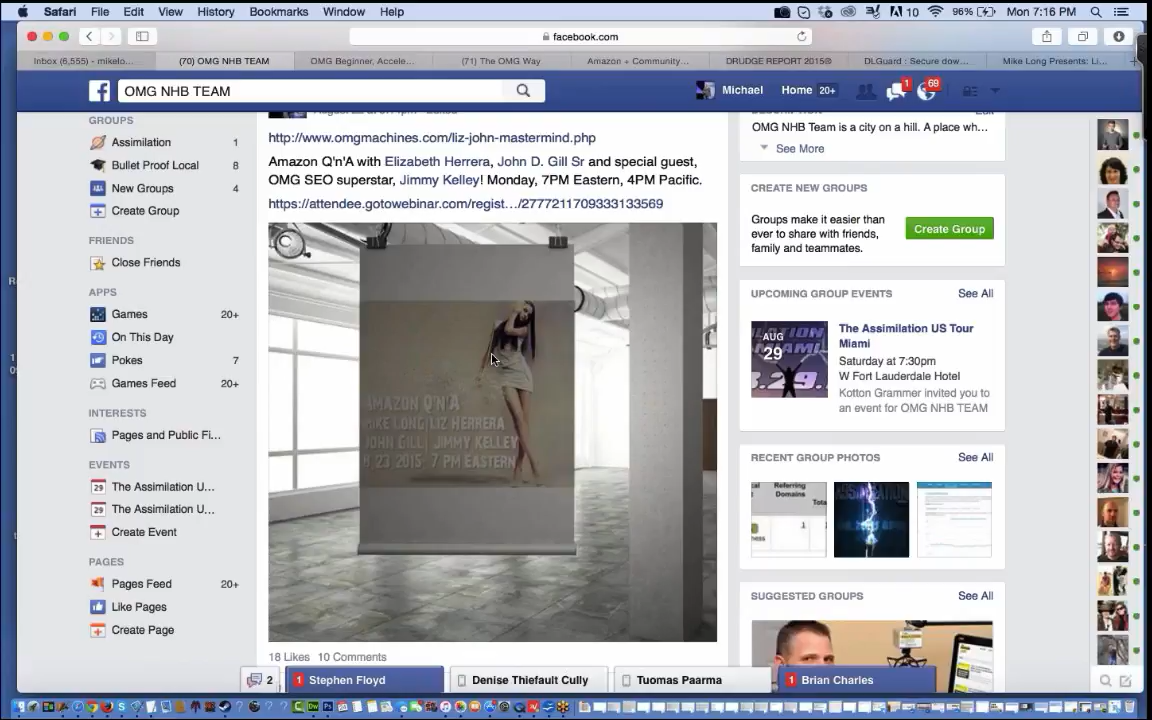 Safari File Edit View History Bookmarks Window Help
10 96% Mon 7:16 PM
facebook.com
Inbox (6,555) - mikelo... (70) OMG NHB TEAM OMG Beginner, Accele... (71) The OMG Way Amazon + Community... DRUDGE REPORT 2015® DLGuard : Secure dow... Mike Long Presents: Li...
OMG NHB TEAM
Michael Home 20+ 1 69
GROUPS
Assimilation 1
Bullet Proof Local 8
New Groups 4
Create Group
FRIENDS
Close Friends
APPS
Games 20+
On This Day
Pokes 7
Games Feed 20+
INTERESTS
Pages and Public Fi...
EVENTS
29 The Assimilation U...
29 The Assimilation U...
Create Event
PAGES
Pages Feed 20+
Like Pages
Create Page
http://www.omgmachines.com/liz-john-mastermind.php
Amazon Q'n'A with Elizabeth Herrera, John D. Gill Sr and special guest,
OMG SEO superstar, Jimmy Kelley! Monday, 7PM Eastern, 4PM Pacific.
https://attendee.gotowebinar.com/regist.../2777211709333133569
AMAZON Q'N'A
MIKE LONG LIZ HERRERA
JOHN GILL, JIMMY KELLEY
8 23 2015, 7 PM EASTERN
18 Likes 10 Comments
OMG NHB Team is a city on a hill. A place wh...
See More
CREATE NEW GROUPS
Groups make it easier than
ever to share with friends,
family and teammates.
Create Group
UPCOMING GROUP EVENTS See All
AUG
29
The Assimilation US Tour
Miami
Saturday at 7:30pm
W Fort Lauderdale Hotel
Kotton Grammer invited you to
an event for OMG NHB TEAM
RECENT GROUP PHOTOS See All
Referring
Domains
SUGGESTED GROUPS See All
2 1 Stephen Floyd Denise Thiefault Cully Tuomas Paarma 1 Brian Charles